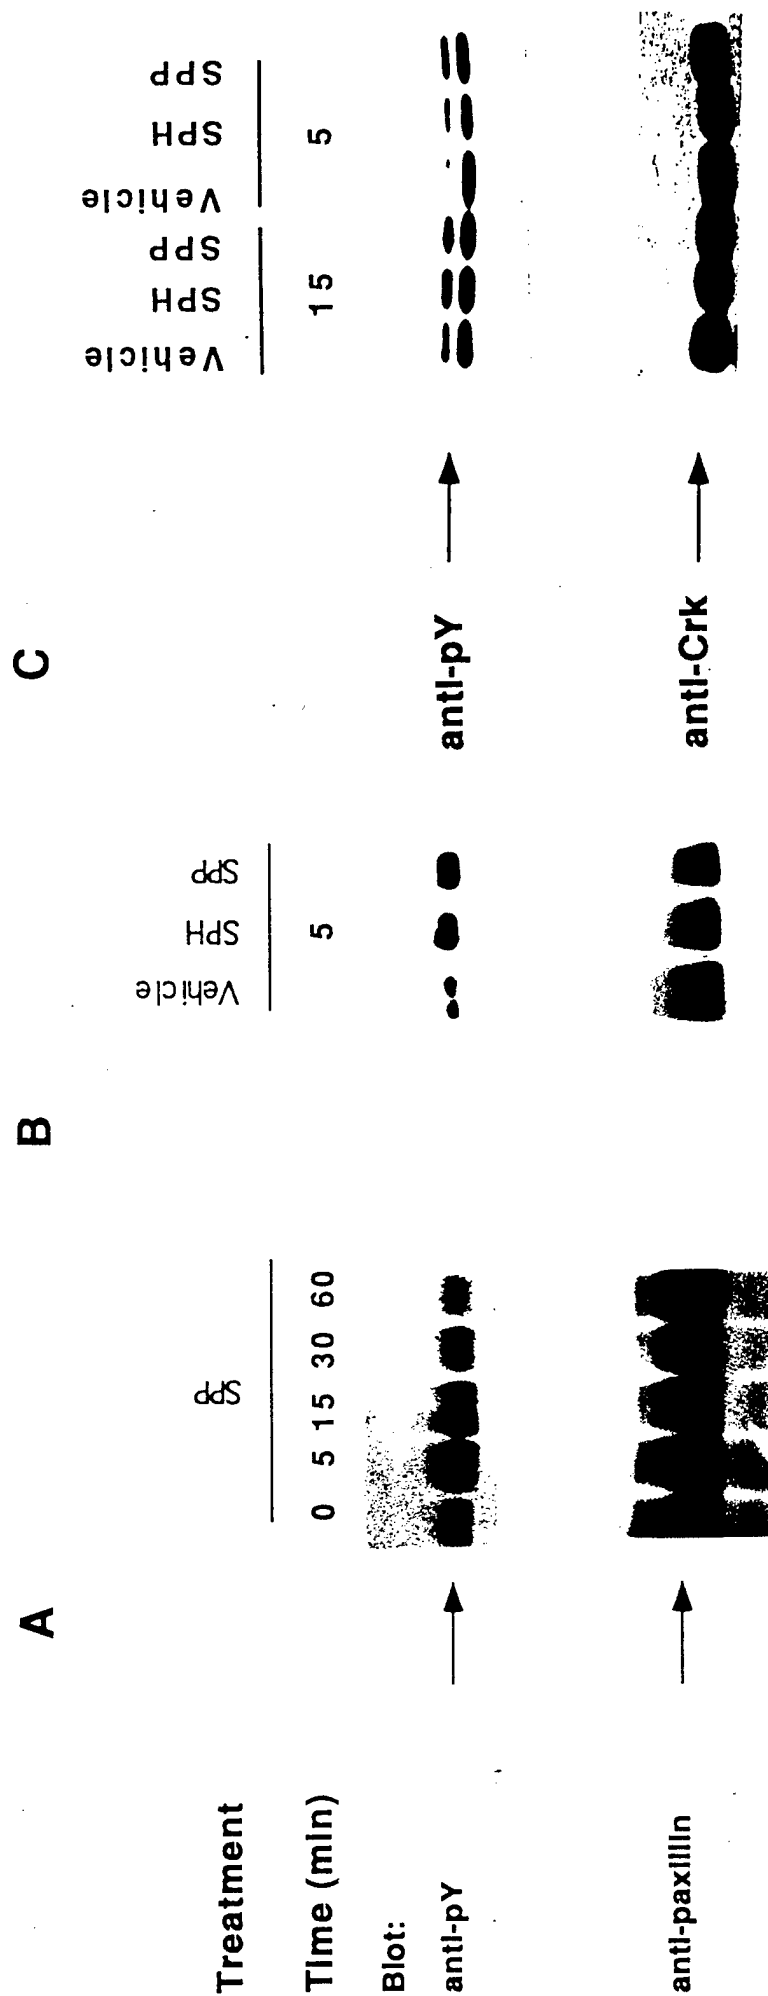 A B C
Treatment SPP Vehicle SPH SPP Vehicle SPH SPP Vehicle SPH SPP
Time (min) 0 5 15 30 60 5 15 5
Blot:
anti-pY anti-pY
anti-paxillin anti-Crk